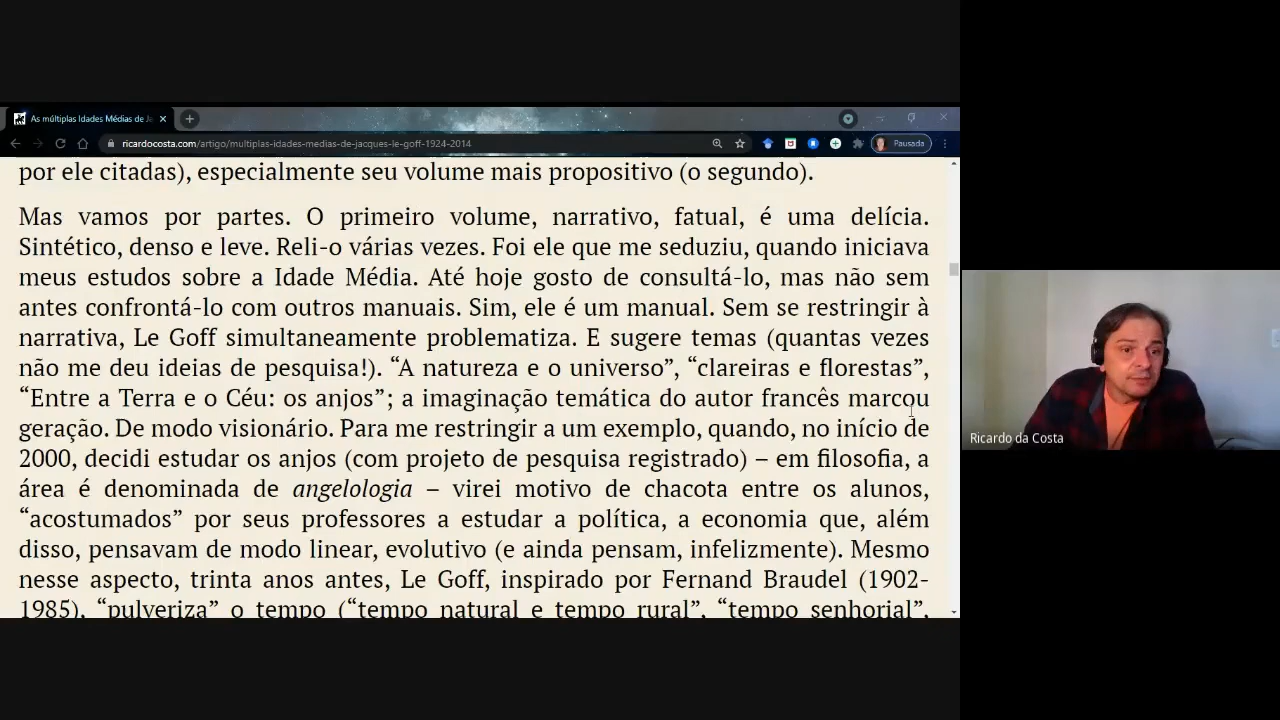 As múltiplas Idades Médias de Je
ricardocosta.com/artigo/multiplas-idades-medias-de-jacques-le-goff-1924-2014
Pausada
por ele citadas), especialmente seu volume mais propositivo (o segundo).
Mas vamos por partes. O primeiro volume, narrativo, fatual, é uma delícia.
Sintético, denso e leve. Reli-o várias vezes. Foi ele que me seduziu, quando iniciava
meus estudos sobre a Idade Média. Até hoje gosto de consultá-lo, mas não sem
antes confrontá-lo com outros manuais. Sim, ele é um manual. Sem se restringir à
narrativa, Le Goff simultaneamente problematiza. E sugere temas (quantas vezes
não me deu ideias de pesquisa!). “A natureza e o universo”, “clareiras e florestas”,
“Entre a Terra e o Céu: os anjos”; a imaginação temática do autor francês marcou
geração. De modo visionário. Para me restringir a um exemplo, quando, no início de
2000, decidi estudar os anjos (com projeto de pesquisa registrado) – em filosofia, a
área é denominada de angelologia – virei motivo de chacota entre os alunos,
“acostumados” por seus professores a estudar a política, a economia que, além
disso, pensavam de modo linear, evolutivo (e ainda pensam, infelizmente). Mesmo
nesse aspecto, trinta anos antes, Le Goff, inspirado por Fernand Braudel (1902-
1985), “pulveriza” o tempo (“tempo natural e tempo rural”, “tempo senhorial”,
Ricardo da Costa